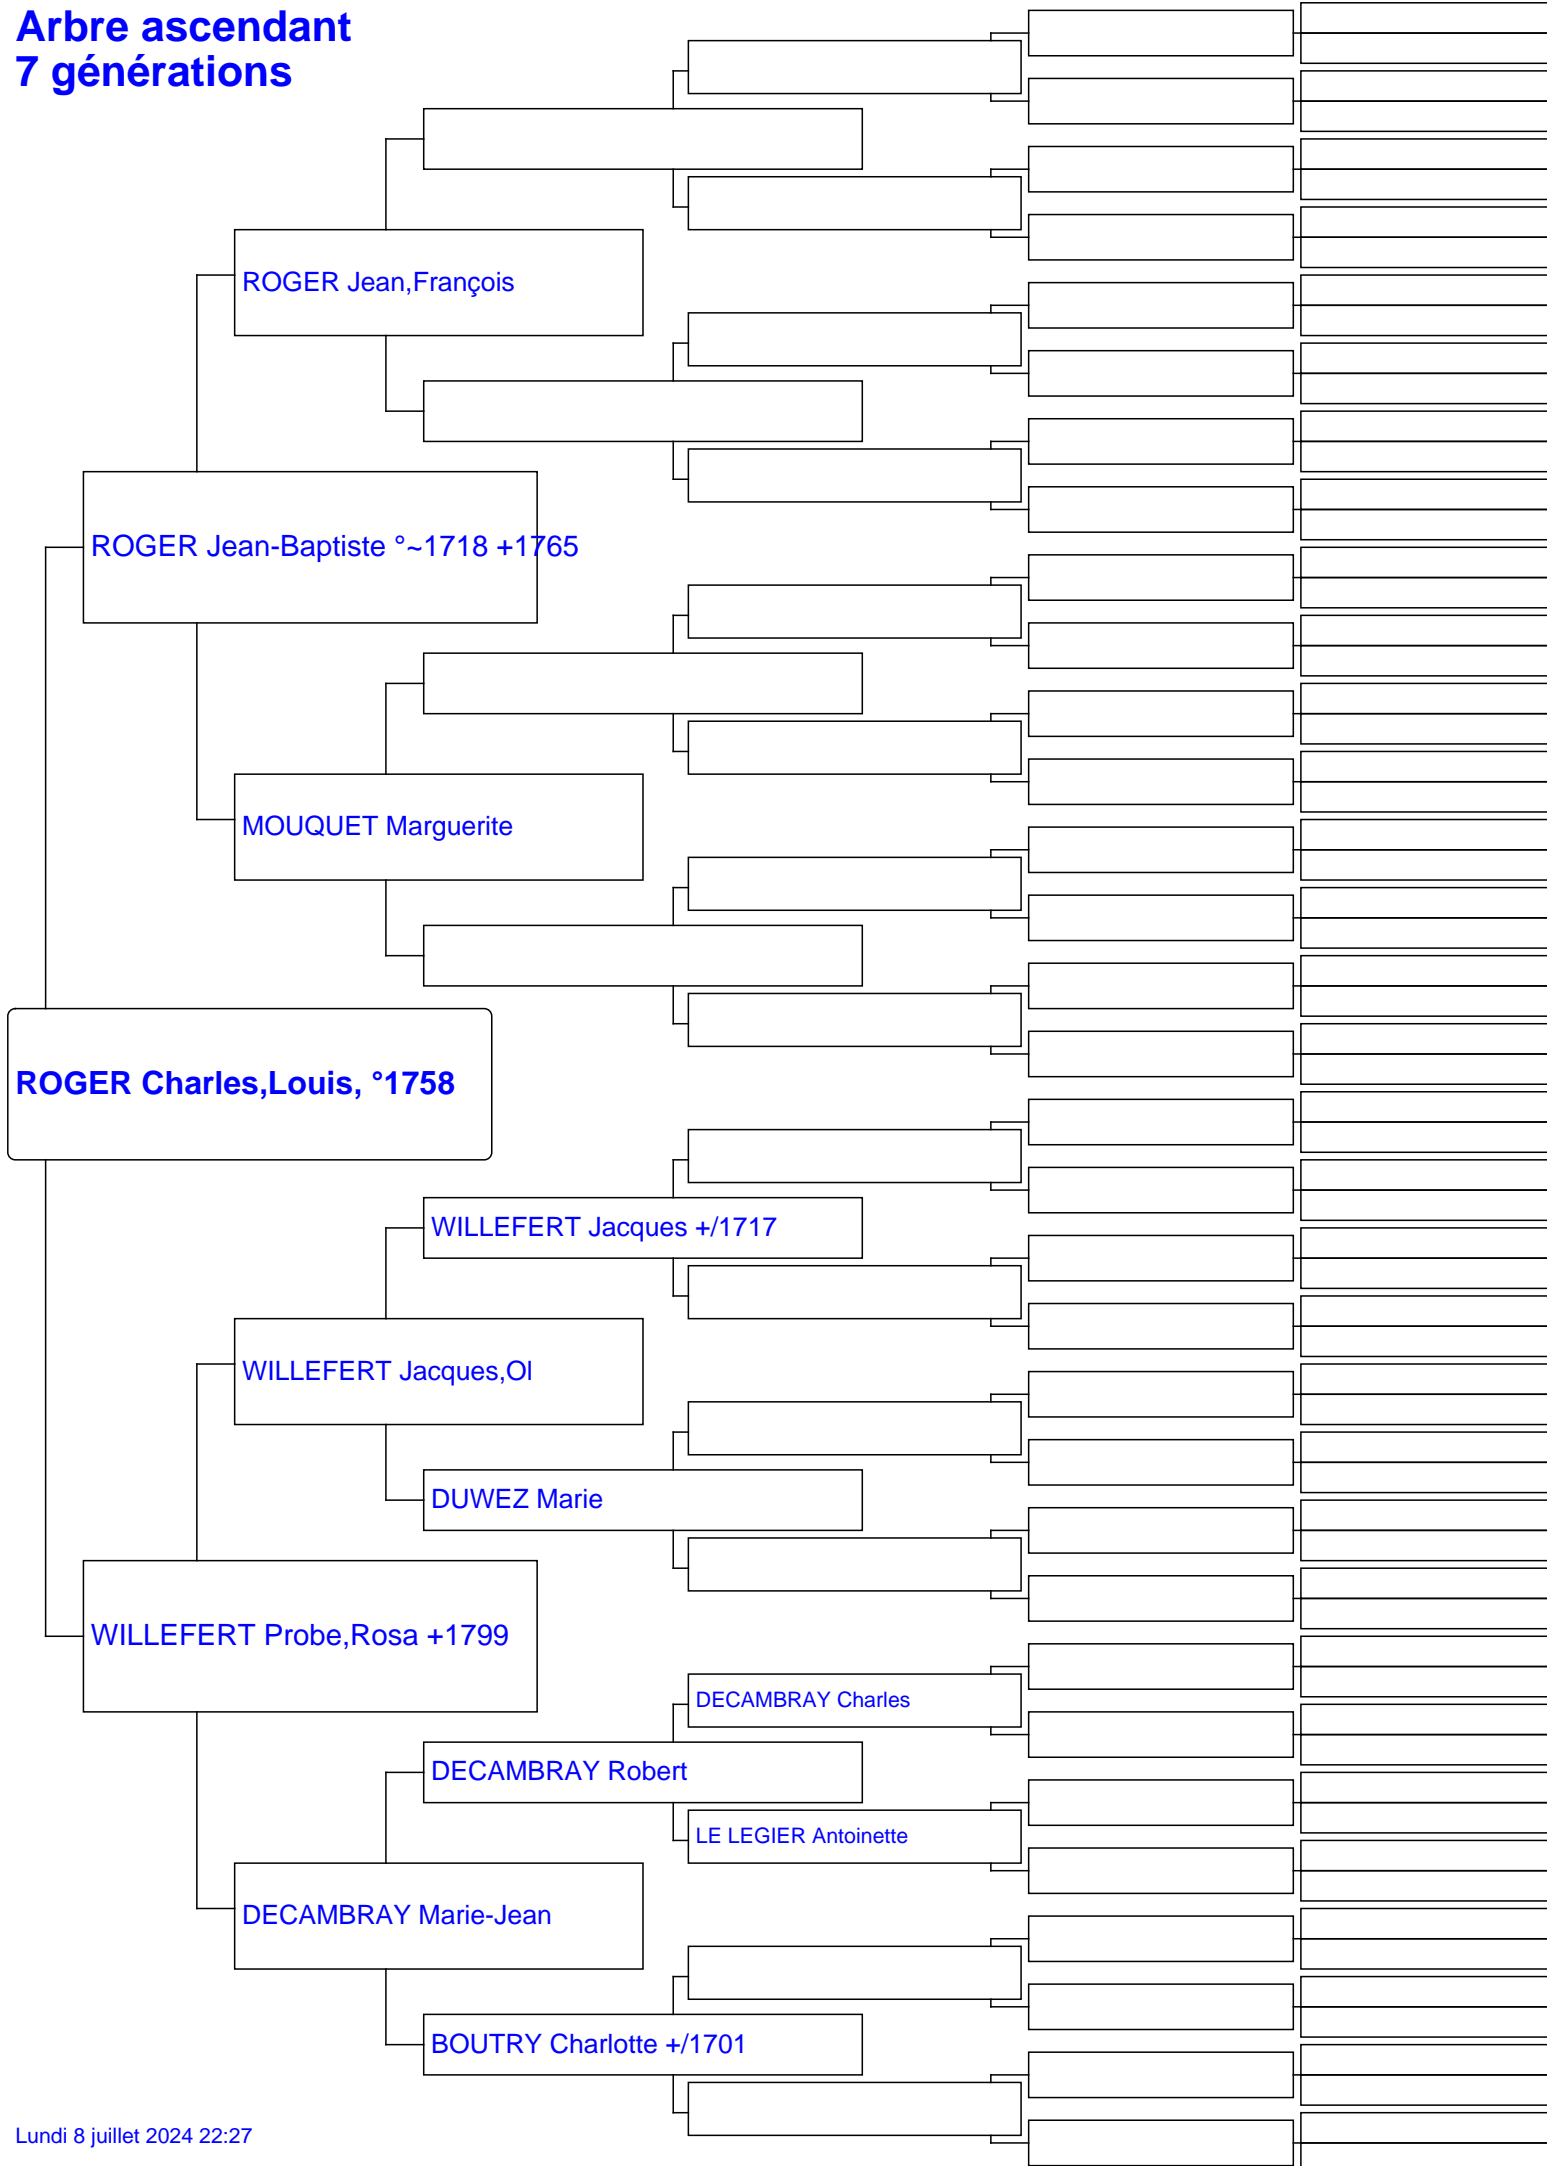 Arbre ascendant
7 générations
ROGER Jean,François
ROGER Jean-Baptiste °~1718 +1765
MOUQUET Marguerite
ROGER Charles,Louis, °1758
WILLEFERT Jacques +/1717
WILLEFERT Jacques,Ol
DUWEZ Marie
WILLEFERT Probe,Rosa +1799
DECAMBRAY Charles
DECAMBRAY Robert
LE LEGIER Antoinette
DECAMBRAY Marie-Jean
BOUTRY Charlotte +/1701
Lundi 8 juillet 2024 22:27